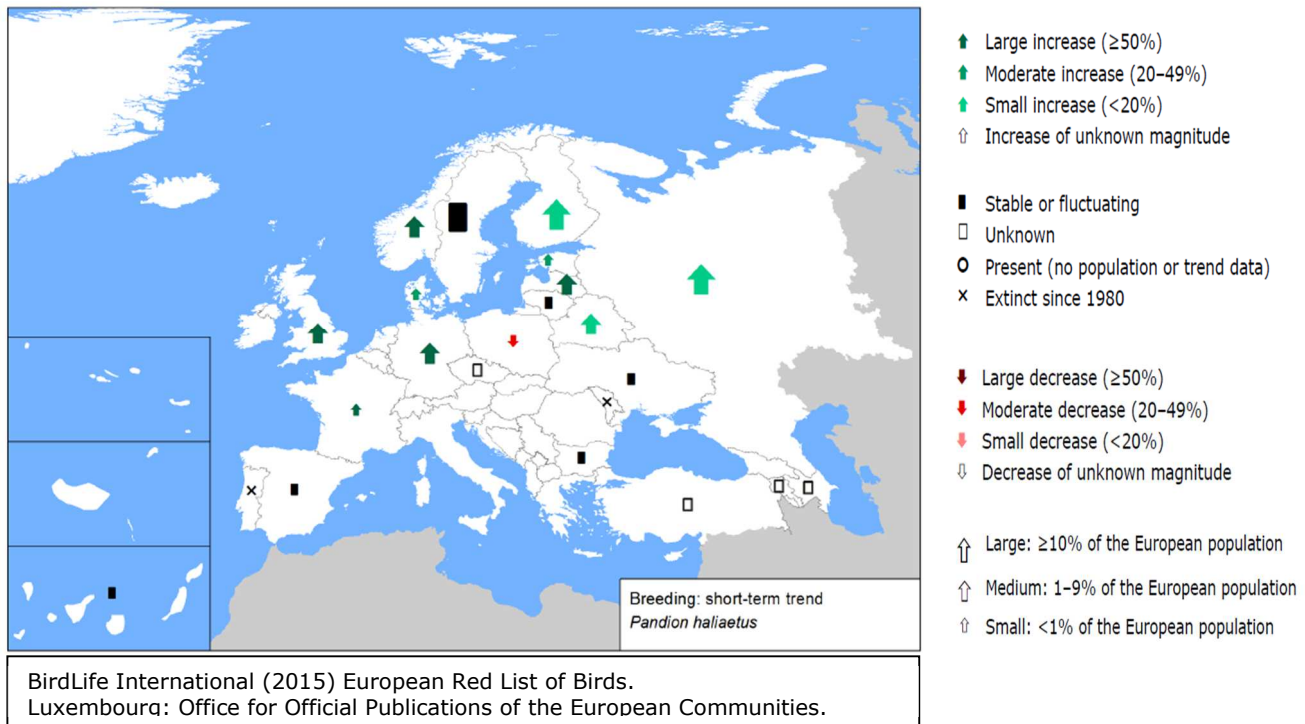 Large increase (≥50%)
Moderate increase (20–49%)
Small increase (<20%)
Increase of unknown magnitude
Stable or fluctuating
Unknown
Present (no population or trend data)
Extinct since 1980
Large decrease (≥50%)
Moderate decrease (20–49%)
Small decrease (<20%)
Decrease of unknown magnitude
Large: ≥10% of the European population
Medium: 1–9% of the European population
Small: <1% of the European population
Breeding: short-term trend
Pandion haliaetus
BirdLife International (2015) European Red List of Birds.
Luxembourg: Office for Official Publications of the European Communities.